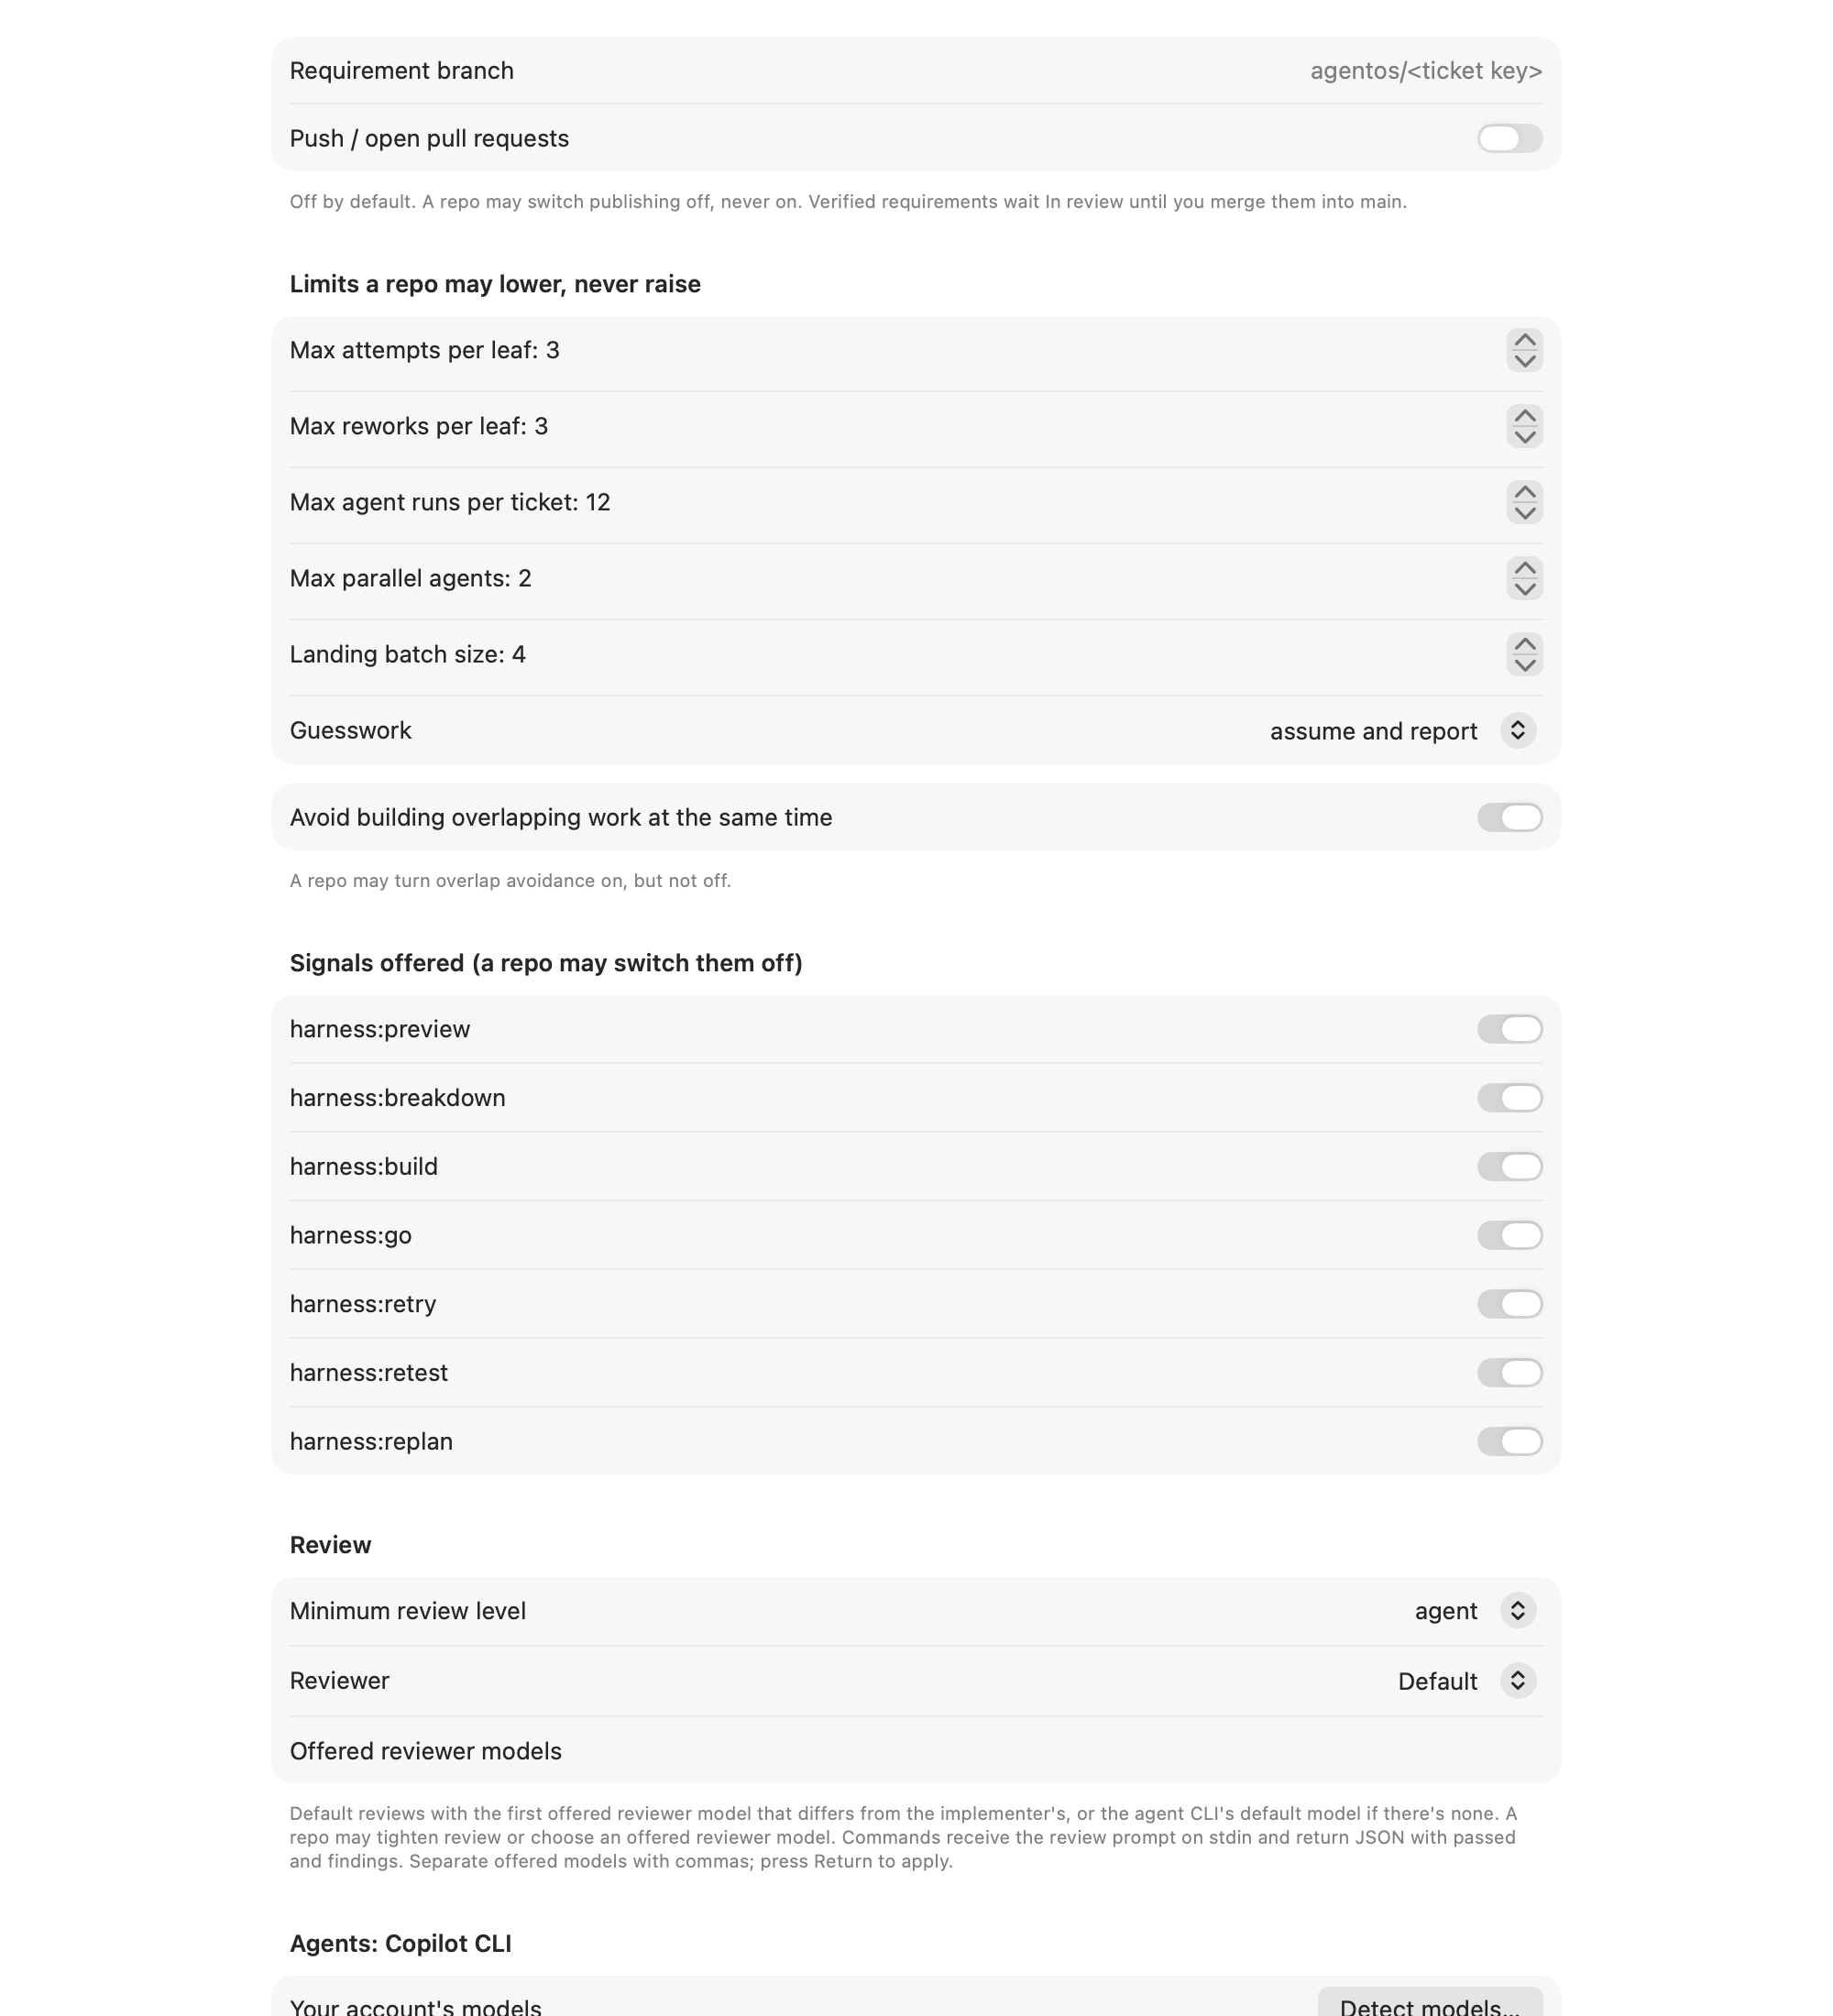 Requirement branch
agentos/<ticket key>
Push / open pull requests
Off by default. A repo may switch publishing off, never on. Verified requirements wait In review until you merge them into main.
Limits a repo may lower, never raise
Max attempts per leaf: 3
Max reworks per leaf: 3
Max agent runs per ticket: 12
Max parallel agents: 2
Landing batch size: 4
Guesswork
assume and report
Avoid building overlapping work at the same time
A repo may turn overlap avoidance on, but not off.
Signals offered (a repo may switch them off)
harness:preview
harness:breakdown
harness:build
harness:go
harness:retry
harness:retest
harness:replan
Review
Minimum review level
agent
Reviewer
Default
Offered reviewer models
Default reviews with the first offered reviewer model that differs from the implementer's, or the agent CLI's default model if there's none. A
repo may tighten review or choose an offered reviewer model. Commands receive the review prompt on stdin and return JSON with passed
and findings. Separate offered models with commas; press Return to apply.
Agents: Copilot CLI
Your account's models
Detect models...